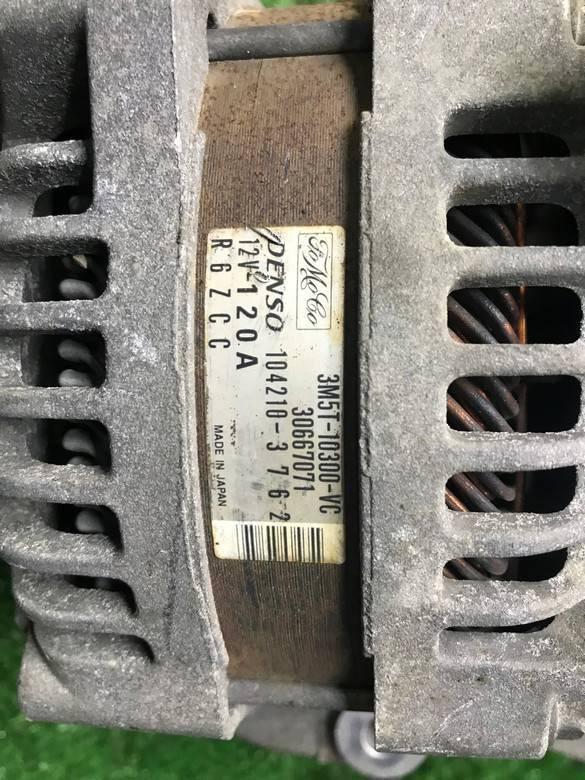 FoMoCo
3M5T-10300-VC
30667071
DENSO 104210-3762
12V 120A
R6ZCC
MADE IN JAPAN